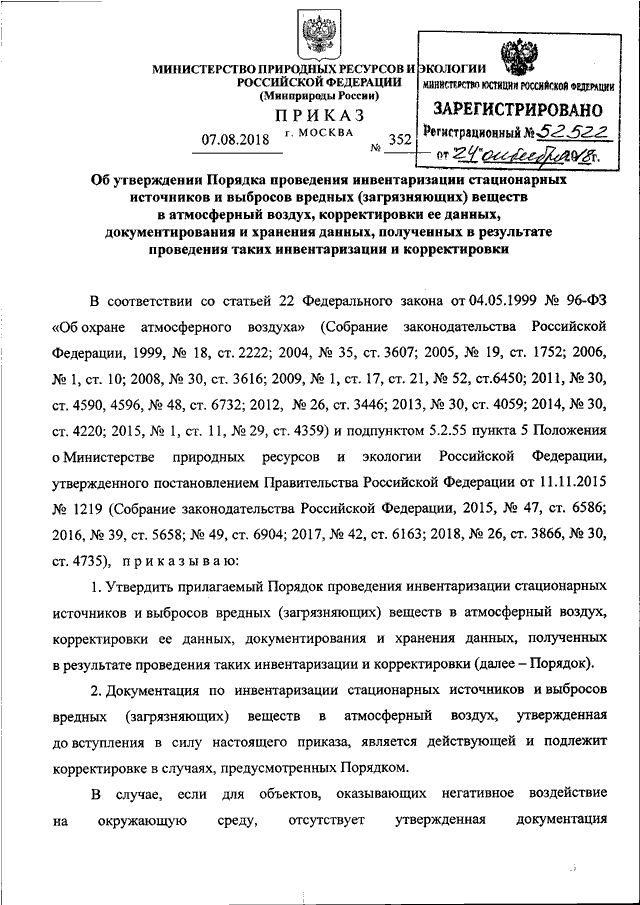 МИНИСТЕРСТВО ПРИРОДНЫХ РЕСУРСОВ И ЭКОЛОГИИ
РОССИЙСКОЙ ФЕДЕРАЦИИ
(Минприроды России)
П Р И К А З
г. МОСКВА
07.08.2018
№ 352
МИНИСТЕРСТВО ЮСТИЦИИ РОССИЙСКОЙ ФЕДЕРАЦИИ
ЗАРЕГИСТРИРОВАНО
Регистрационный № 52522
от "24" октября 2018г.
Об утверждении Порядка проведения инвентаризации стационарных
источников и выбросов вредных (загрязняющих) веществ
в атмосферный воздух, корректировки ее данных,
документирования и хранения данных, полученных в результате
проведения таких инвентаризации и корректировки
В соответствии со статьей 22 Федерального закона от 04.05.1999 № 96-ФЗ
«Об охране атмосферного воздуха» (Собрание законодательства Российской
Федерации, 1999, № 18, ст. 2222; 2004, № 35, ст. 3607; 2005, № 19, ст. 1752; 2006,
№ 1, ст. 10; 2008, № 30, ст. 3616; 2009, № 1, ст. 17, ст. 21, № 52, ст.6450; 2011, № 30,
ст. 4590, 4596, № 48, ст. 6732; 2012, № 26, ст. 3446; 2013, № 30, ст. 4059; 2014, № 30,
ст. 4220; 2015, № 1, ст. 11, № 29, ст. 4359) и подпунктом 5.2.55 пункта 5 Положения
о Министерстве природных ресурсов и экологии Российской Федерации,
утвержденного постановлением Правительства Российской Федерации от 11.11.2015
№ 1219 (Собрание законодательства Российской Федерации, 2015, № 47, ст. 6586;
2016, № 39, ст. 5658; № 49, ст. 6904; 2017, № 42, ст. 6163; 2018, № 26, ст. 3866, № 30,
ст. 4735), п р и к а з ы в а ю:
1. Утвердить прилагаемый Порядок проведения инвентаризации стационарных
источников и выбросов вредных (загрязняющих) веществ в атмосферный воздух,
корректировки ее данных, документирования и хранения данных, полученных
в результате проведения таких инвентаризации и корректировки (далее – Порядок).
2. Документация по инвентаризации стационарных источников и выбросов
вредных (загрязняющих) веществ в атмосферный воздух, утвержденная
до вступления в силу настоящего приказа, является действующей и подлежит
корректировке в случаях, предусмотренных Порядком.
В случае, если для объектов, оказывающих негативное воздействие
на окружающую среду, отсутствует утвержденная документация